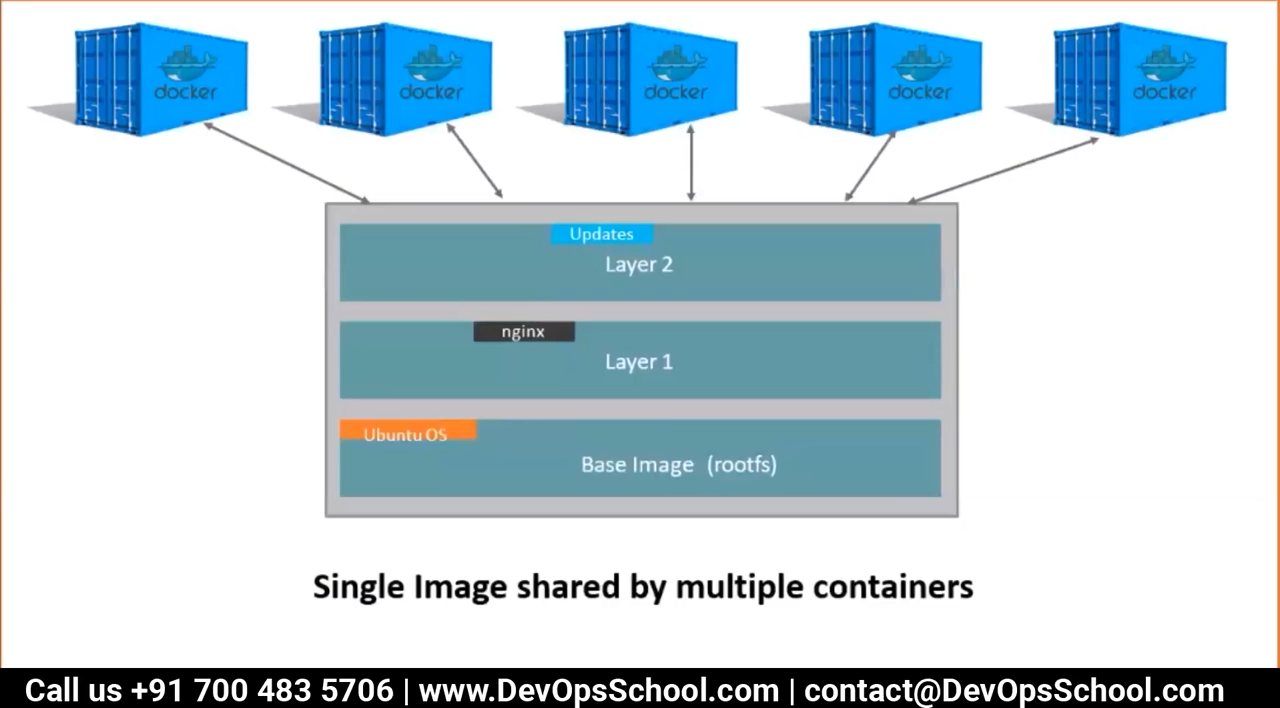 docker docker docker docker docker
Updates
Layer 2
nginx
Layer 1
Ubuntu OS
Base Image (rootfs)
Single Image shared by multiple containers
Call us +91 700 483 5706 | www.DevOpsSchool.com | contact@DevOpsSchool.com